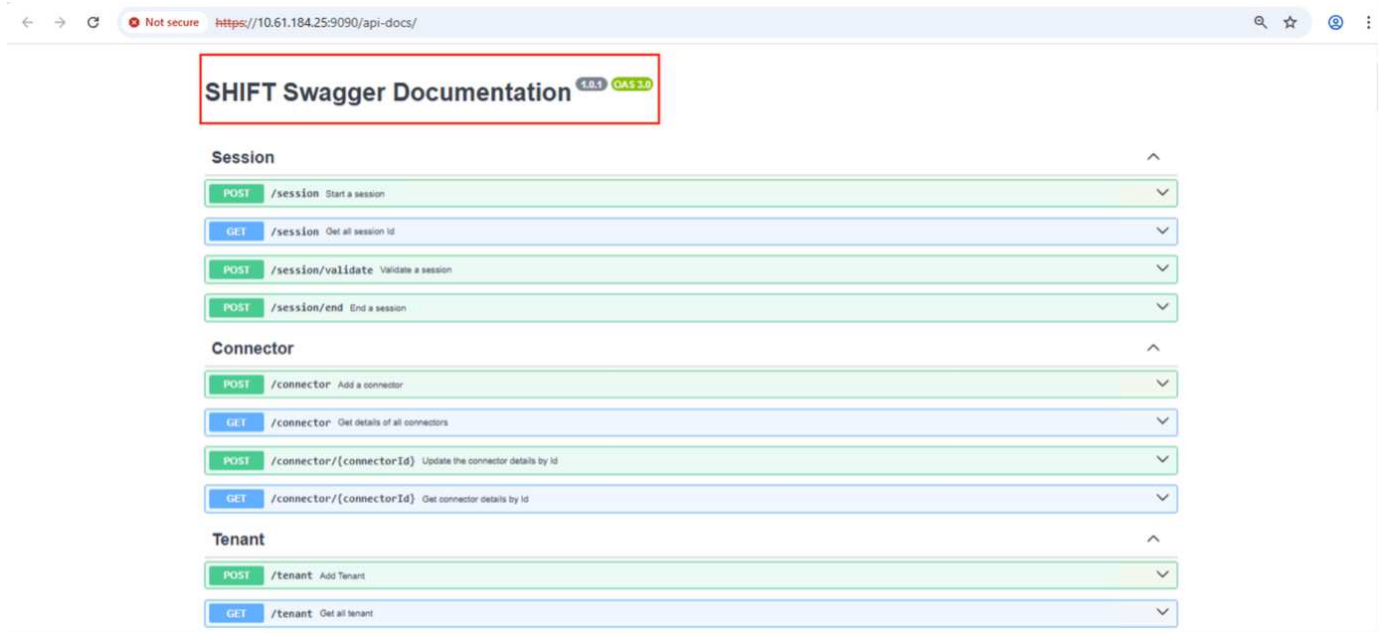 Not secure https://10.61.184.25:9090/api-docs/
SHIFT Swagger Documentation 1.0.1 OAS 3.0
Session
POST /session Start a session
GET /session Get all session Id
POST /session/validate Validate a session
POST /session/end End a session
Connector
POST /connector Add a connector
GET /connector Get details of all connectors
POST /connector/{connectorId} Update the connector details by Id
GET /connector/{connectorId} Get connector details by Id
Tenant
POST /tenant Add Tenant
GET /tenant Get all tenant